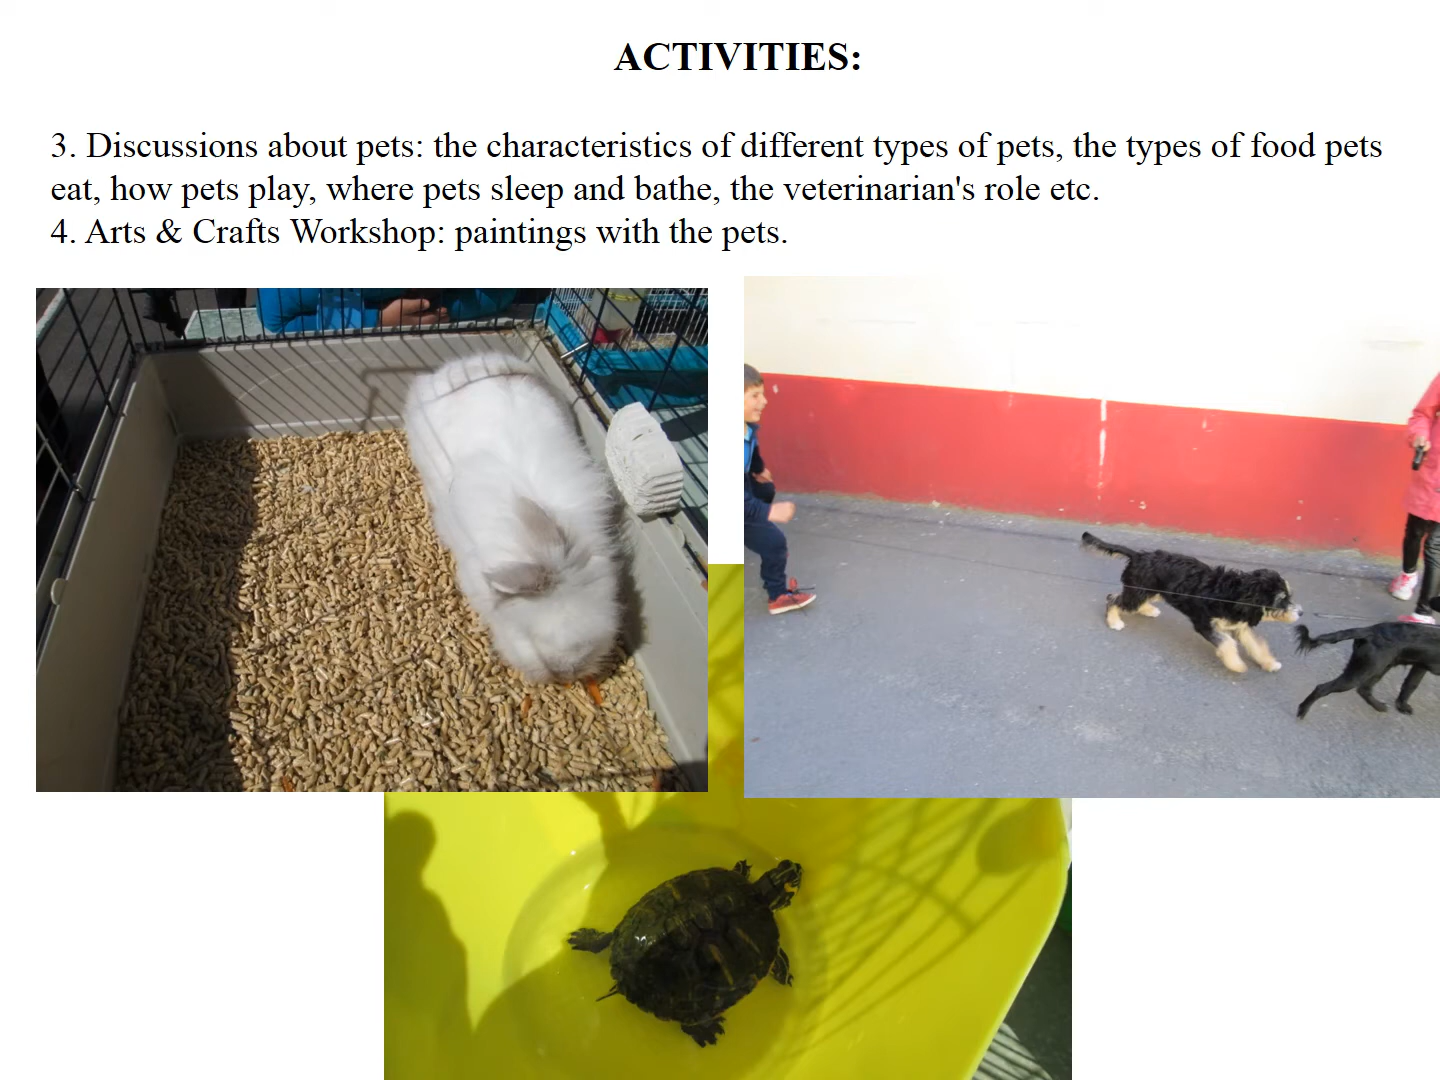 ACTIVITIES:
3. Discussions about pets: the characteristics of different types of pets, the types of food pets
eat, how pets play, where pets sleep and bathe, the veterinarian's role etc.
4. Arts & Crafts Workshop: paintings with the pets.